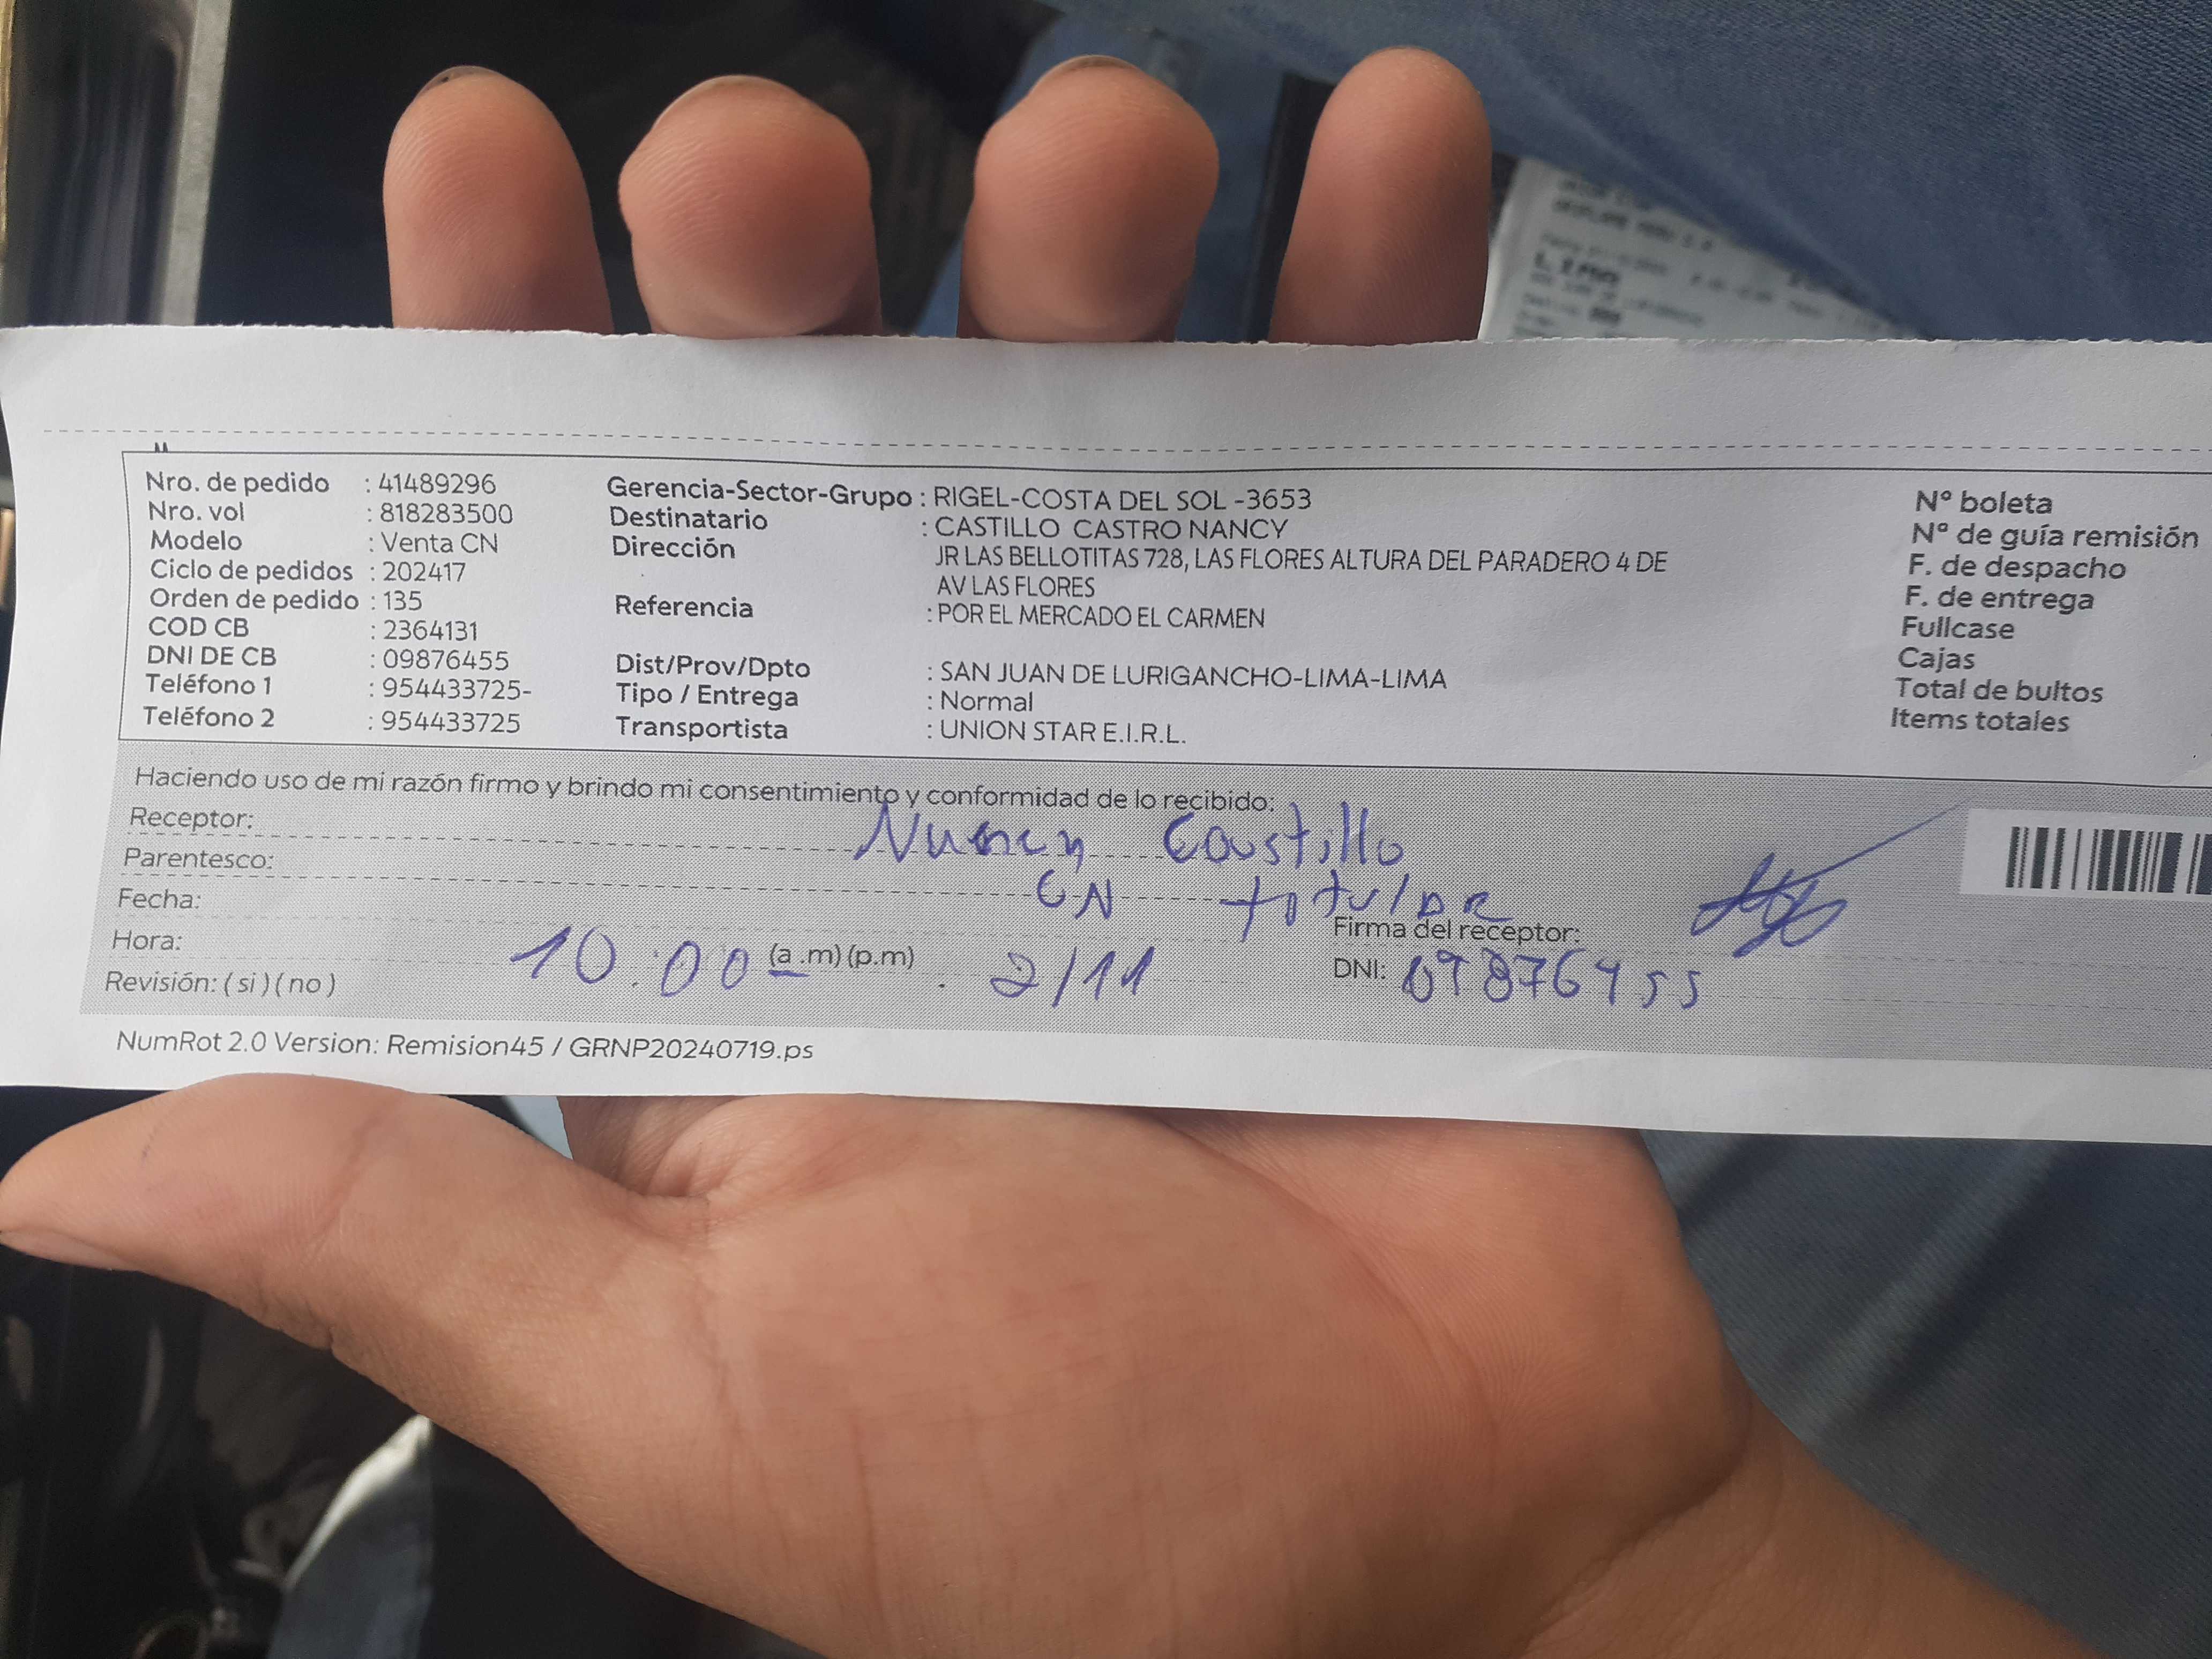 Nro. de pedido : 41489296
Nro. vol : 818283500
Modelo : Venta CN
Ciclo de pedidos : 202417
Orden de pedido : 135
COD CB : 2364131
DNI DE CB : 09876455
Teléfono 1 : 954433725-
Teléfono 2 : 954433725
Gerencia-Sector-Grupo : RIGEL-COSTA DEL SOL -3653
Destinatario : CASTILLO CASTRO NANCY
Dirección JR LAS BELLOTITAS 728, LAS FLORES ALTURA DEL PARADERO 4 DE
AV LAS FLORES
Referencia : POR EL MERCADO EL CARMEN
Dist/Prov/Dpto : SAN JUAN DE LURIGANCHO-LIMA-LIMA
Tipo / Entrega : Normal
Transportista : UNION STAR E.I.R.L.
Nº boleta
Nº de guía remisión
F. de despacho
F. de entrega
Fullcase
Cajas
Total de bultos
Items totales
Haciendo uso de mi razón firmo y brindo mi consentimiento y conformidad de lo recibido:
Receptor: Nancy Castillo
Parentesco: CN titular
Fecha:
Firma del receptor:
Hora: 10:00 (a .m) (p.m) 2/11
DNI: 09876455
Revisión: ( si ) ( no )
NumRot 2.0 Version: Remision45 / GRNP20240719.ps